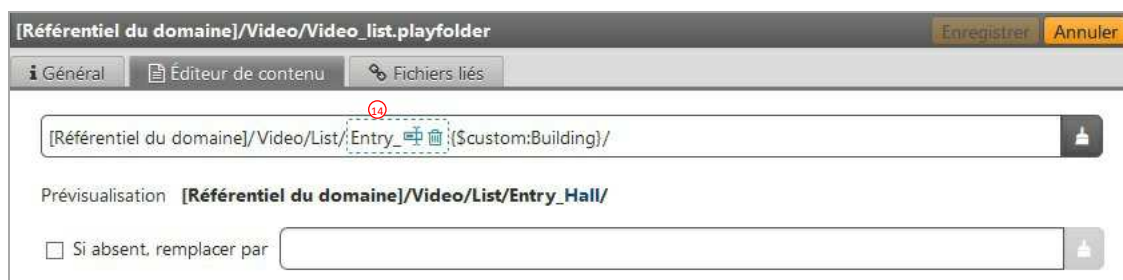 [Référentiel du domaine]/Video/Video_list.playfolder Enregistrer Annuler
i Général Éditeur de contenu Fichiers liés
14
[Référentiel du domaine]/Video/List/Entry_{$custom:Building}/
Prévisualisation [Référentiel du domaine]/Video/List/Entry_Hall/
Si absent, remplacer par